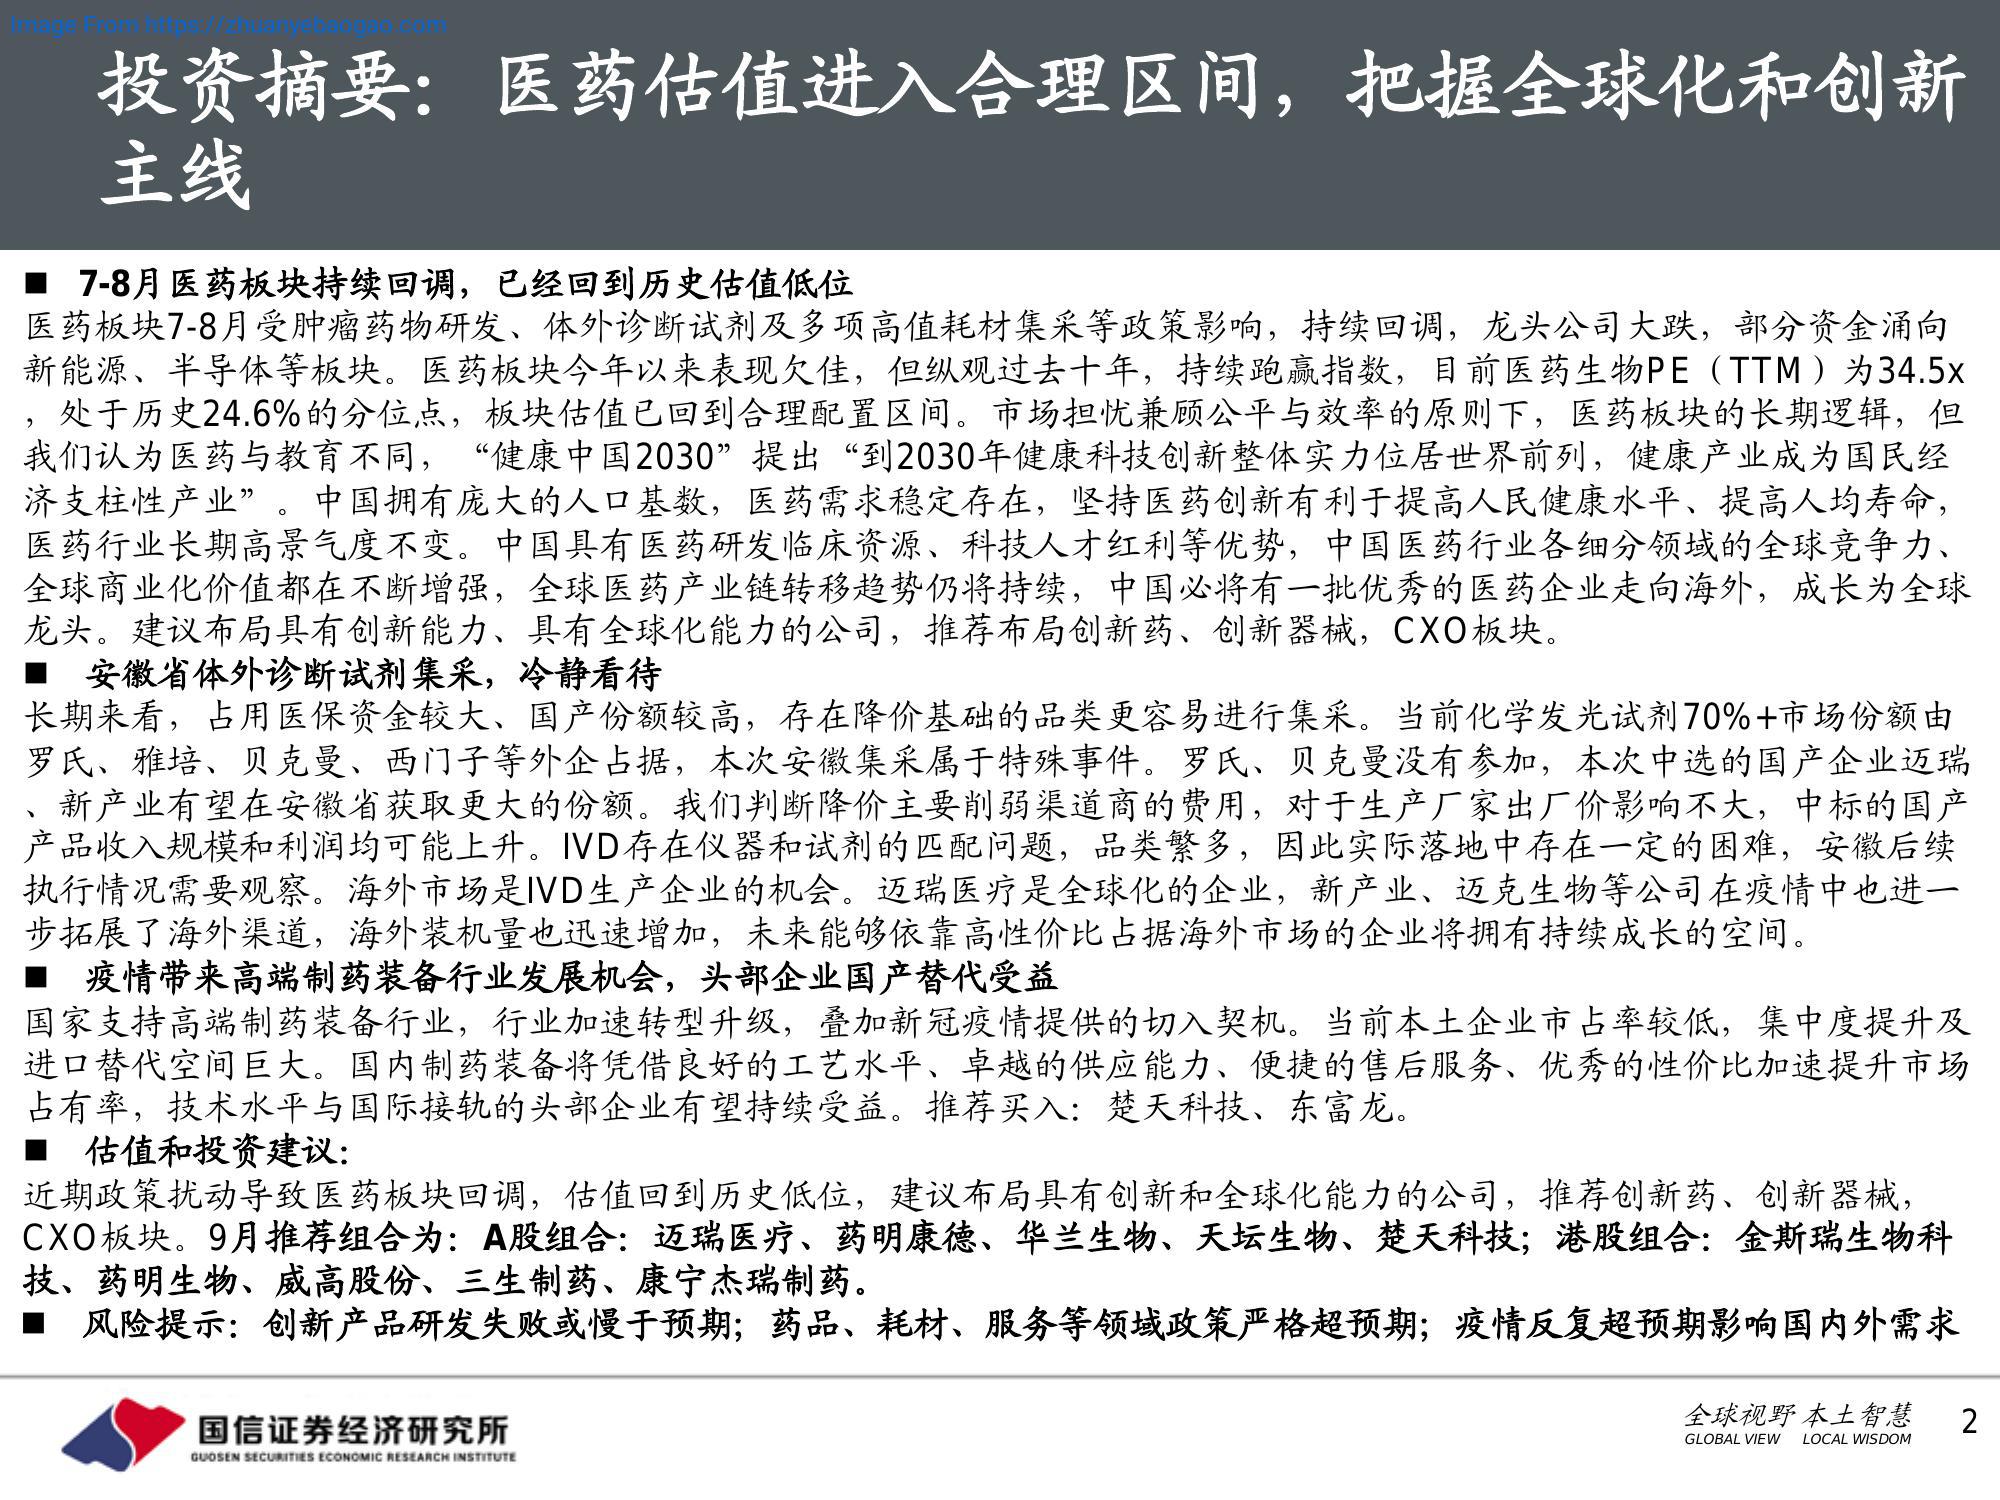 Image From https://zhuanyebaogao.com
投资摘要：医药估值进入合理区间，把握全球化和创新
主线
■ 7-8月医药板块持续回调，已经回到历史估值低位
医药板块7-8月受肿瘤药物研发、体外诊断试剂及多项高值耗材集采等政策影响，持续回调，龙头公司大跌，部分资金涌向
新能源、半导体等板块。医药板块今年以来表现欠佳，但纵观过去十年，持续跑赢指数，目前医药生物PE（TTM）为34.5x
，处于历史24.6%的分位点，板块估值已回到合理配置区间。市场担忧兼顾公平与效率的原则下，医药板块的长期逻辑，但
我们认为医药与教育不同，“健康中国2030”提出“到2030年健康科技创新整体实力位居世界前列，健康产业成为国民经
济支柱性产业”。中国拥有庞大的人口基数，医药需求稳定存在，坚持医药创新有利于提高人民健康水平、提高人均寿命，
医药行业长期高景气度不变。中国具有医药研发临床资源、科技人才红利等优势，中国医药行业各细分领域的全球竞争力、
全球商业化价值都在不断增强，全球医药产业链转移趋势仍将持续，中国必将有一批优秀的医药企业走向海外，成长为全球
龙头。建议布局具有创新能力、具有全球化能力的公司，推荐布局创新药、创新器械，CXO板块。
■ 安徽省体外诊断试剂集采，冷静看待
长期来看，占用医保资金较大、国产份额较高，存在降价基础的品类更容易进行集采。当前化学发光试剂70%+市场份额由
罗氏、雅培、贝克曼、西门子等外企占据，本次安徽集采属于特殊事件。罗氏、贝克曼没有参加，本次中选的国产企业迈瑞
、新产业有望在安徽省获取更大的份额。我们判断降价主要削弱渠道商的费用，对于生产厂家出厂价影响不大，中标的国产
产品收入规模和利润均可能上升。IVD存在仪器和试剂的匹配问题，品类繁多，因此实际落地中存在一定的困难，安徽后续
执行情况需要观察。海外市场是IVD生产企业的机会。迈瑞医疗是全球化的企业，新产业、迈克生物等公司在疫情中也进一
步拓展了海外渠道，海外装机量也迅速增加，未来能够依靠高性价比占据海外市场的企业将拥有持续成长的空间。
■ 疫情带来高端制药装备行业发展机会，头部企业国产替代受益
国家支持高端制药装备行业，行业加速转型升级，叠加新冠疫情提供的切入契机。当前本土企业市占率较低，集中度提升及
进口替代空间巨大。国内制药装备将凭借良好的工艺水平、卓越的供应能力、便捷的售后服务、优秀的性价比加速提升市场
占有率，技术水平与国际接轨的头部企业有望持续受益。推荐买入：楚天科技、东富龙。
■ 估值和投资建议：
近期政策扰动导致医药板块回调，估值回到历史低位，建议布局具有创新和全球化能力的公司，推荐创新药、创新器械，
CXO板块。9月推荐组合为：A股组合：迈瑞医疗、药明康德、华兰生物、天坛生物、楚天科技；港股组合：金斯瑞生物科
技、药明生物、威高股份、三生制药、康宁杰瑞制药。
■ 风险提示：创新产品研发失败或慢于预期；药品、耗材、服务等领域政策严格超预期；疫情反复超预期影响国内外需求
国信证券经济研究所
GUOSEN SECURITIES ECONOMIC RESEARCH INSTITUTE
全球视野 本土智慧
GLOBAL VIEW LOCAL WISDOM
2